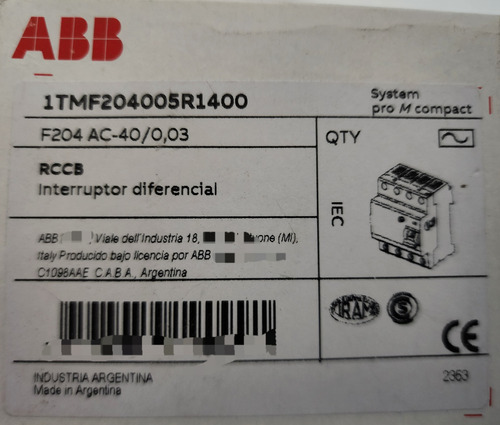 ABB
1TMF204005R1400
System
pro M compact
F204 AC-40/0,03
QTY
RCCB
Interruptor diferencial
IEC
ABB , Viale dell'Industria 18, (MI),
Italy Producido bajo licencia por ABB
C1098AAE C.A.B.A., Argentina
IRAM
S
CE
INDUSTRIA ARGENTINA
Made in Argentina
2363